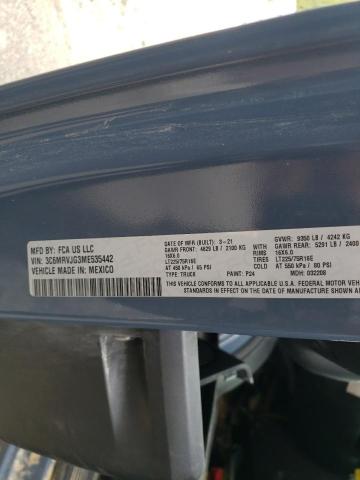 MFD BY: FCA US LLC
VIN: 3C6MRVJG3ME535442
VEHICLE MADE IN: MEXICO
DATE OF MFR (BUILT): 3-21 GVWR: 9350 LB / 4242 KG
GAWR FRONT: 4629 LB / 2100 KG GAWR REAR: 5291 LB / 2400
16X6.0 RIMS: 16X6.0
LT225/75R16E TIRES: LT225/75R16E
AT 450 kPa / 65 PSI COLD: AT 550 kPa / 80 PSI
TYPE: TRUCK PAINT: P24 MDH: 032208
THIS VEHICLE CONFORMS TO ALL APPLICABLE U.S.A. FEDERAL MOTOR VEH
STANDARDS IN EFFECT ON THE DATE OF MANUFACTURE SHOWN AB